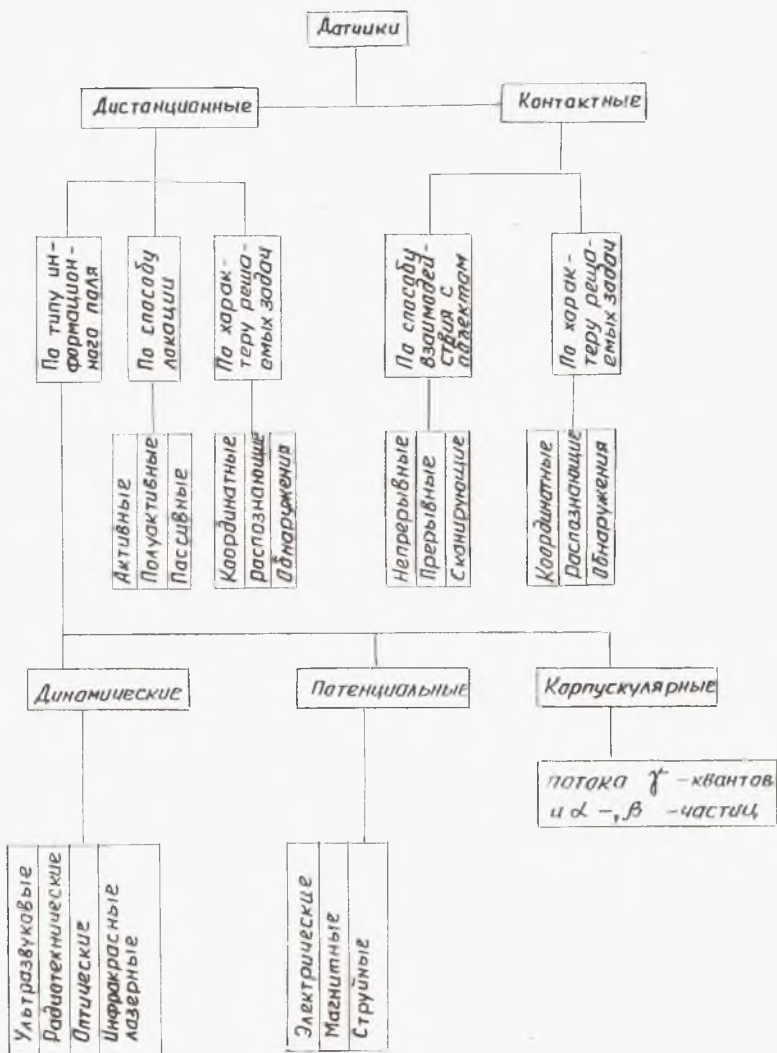 Датчики
Дистанционные
Контактные
По типу ин-
формацион-
ного поля
По способу
локации
По харак-
теру реша-
емых задач
По способу
взаимодей-
ствия с
объектом
По харак-
теру реша-
емых задач
Активные
Полуактивные
Пассивные
Координатные
Распознающие
Обнаружения
Непрерывные
Прерывные
Сканирующие
Координатные
Распознающие
Обнаружения
Динамические
Потенциальные
Корпускулярные
потока γ -квантов
и α -, β -частиц
Ультразвуковые
Радиотехнические
Оптические
Инфракрасные
лазерные
Электрические
Магнитные
Струйные